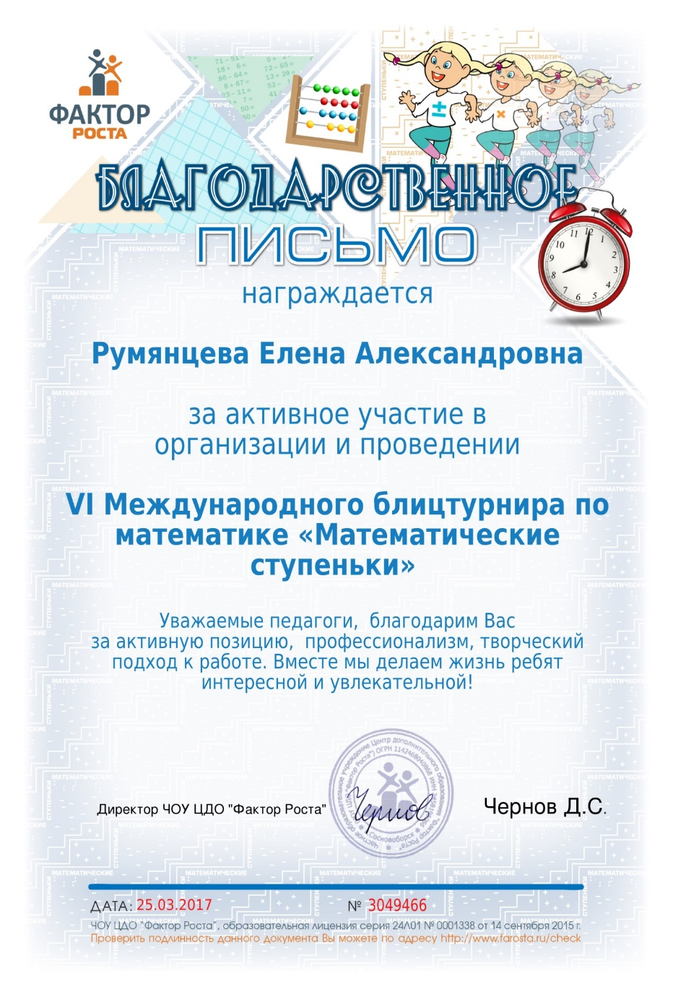 ФАКТОР
РОСТА
БЛАГОДАРСТВЕННОЕ
ПИСЬМО
награждается
Румянцева Елена Александровна
за активное участие в
организации и проведении
VI Международного блицтурнира по
математике «Математические
ступеньки»
Уважаемые педагоги, благодарим Вас
за активную позицию, профессионализм, творческий
подход к работе. Вместе мы делаем жизнь ребят
интересной и увлекательной!
Директор ЧОУ ЦДО "Фактор Роста"
Чернов
Чернов Д.С.
ДАТА: 25.03.2017 № 3049466
ЧОУ ЦДО "Фактор Роста", образовательная лицензия серия 24Л01 № 0001338 от 14 сентября 2015 г.
Проверить подлинность данного документа Вы можете по адресу http://www.farosta.ru/check